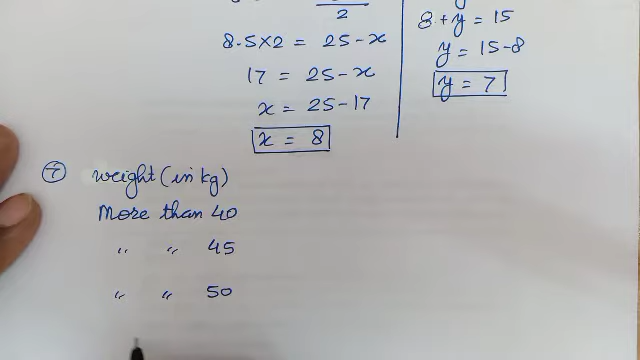 2
8.5×2 = 25-x
17 = 25-x
x = 25-17
x = 8
8+y = 15
y = 15-8
y = 7
7 weight (in kg)
More than 40
" " 45
" " 50